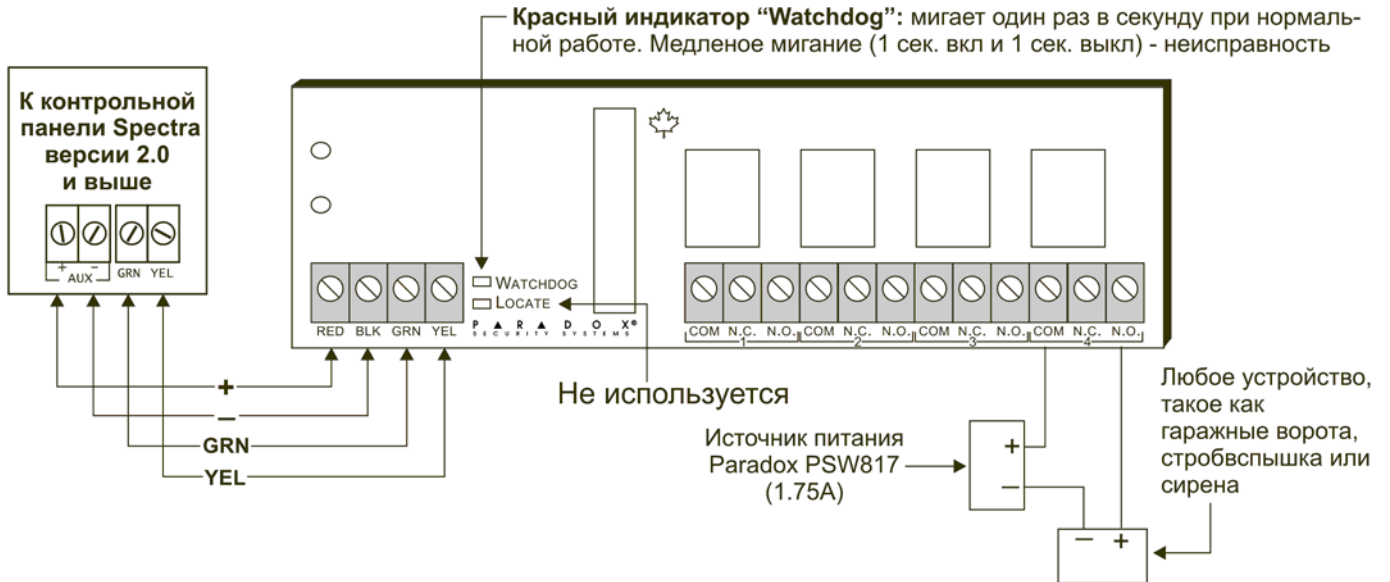 Красный индикатор “Watchdog”: мигает один раз в секунду при нормаль-
ной работе. Медленое мигание (1 сек. вкл и 1 сек. выкл) - неисправность
К контрольной
панели Spectra
версии 2.0
и выше
+ - GRN YEL
AUX
WATCHDOG
LOCATE
RED BLK GRN YEL
PARADOX®
SECURITY SYSTEMS
COM N.C. N.O. COM N.C. N.O. COM N.C. N.O. COM N.C. N.O.
1 2 3 4
+
–
GRN
YEL
Не используется
Источник питания
Paradox PSW817
(1.75A)
+
–
Любое устройство,
такое как
гаражные ворота,
стробвспышка или
сирена
– +